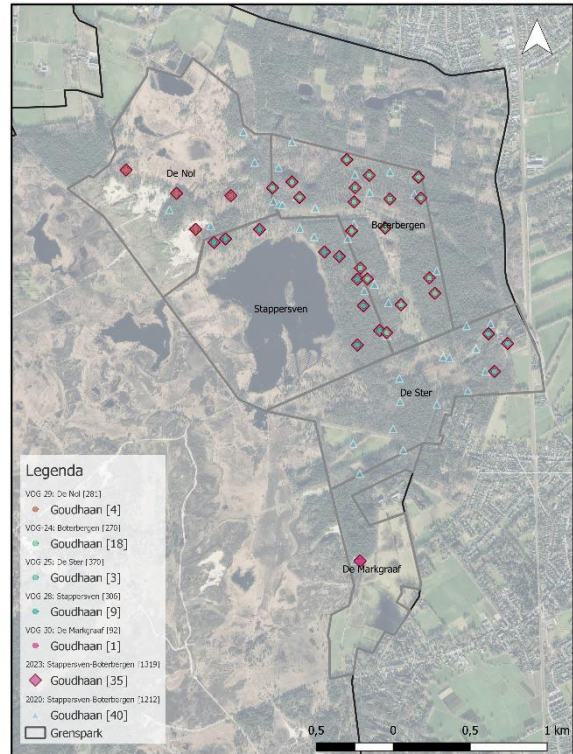 De Nol
Boterbergen
Stappersven
De Ster
De Markgraaf
Legenda
VOG 29: De Nol [281]
Goudhaan [4]
VOG-24: Boterbergen [270]
Goudhaan [18]
VOG 25: De Ster [370]
Goudhaan [3]
VOG 28: Stappersven [306]
Goudhaan [9]
VOG 30: De Markgraaf [92]
Goudhaan [1]
2023: Stappersven-Boterbergen [1319]
Goudhaan [35]
2020: Stappersven-Boterbergen [1212]
Goudhaan [40]
Grenspark
0,5 0 0,5 1 km